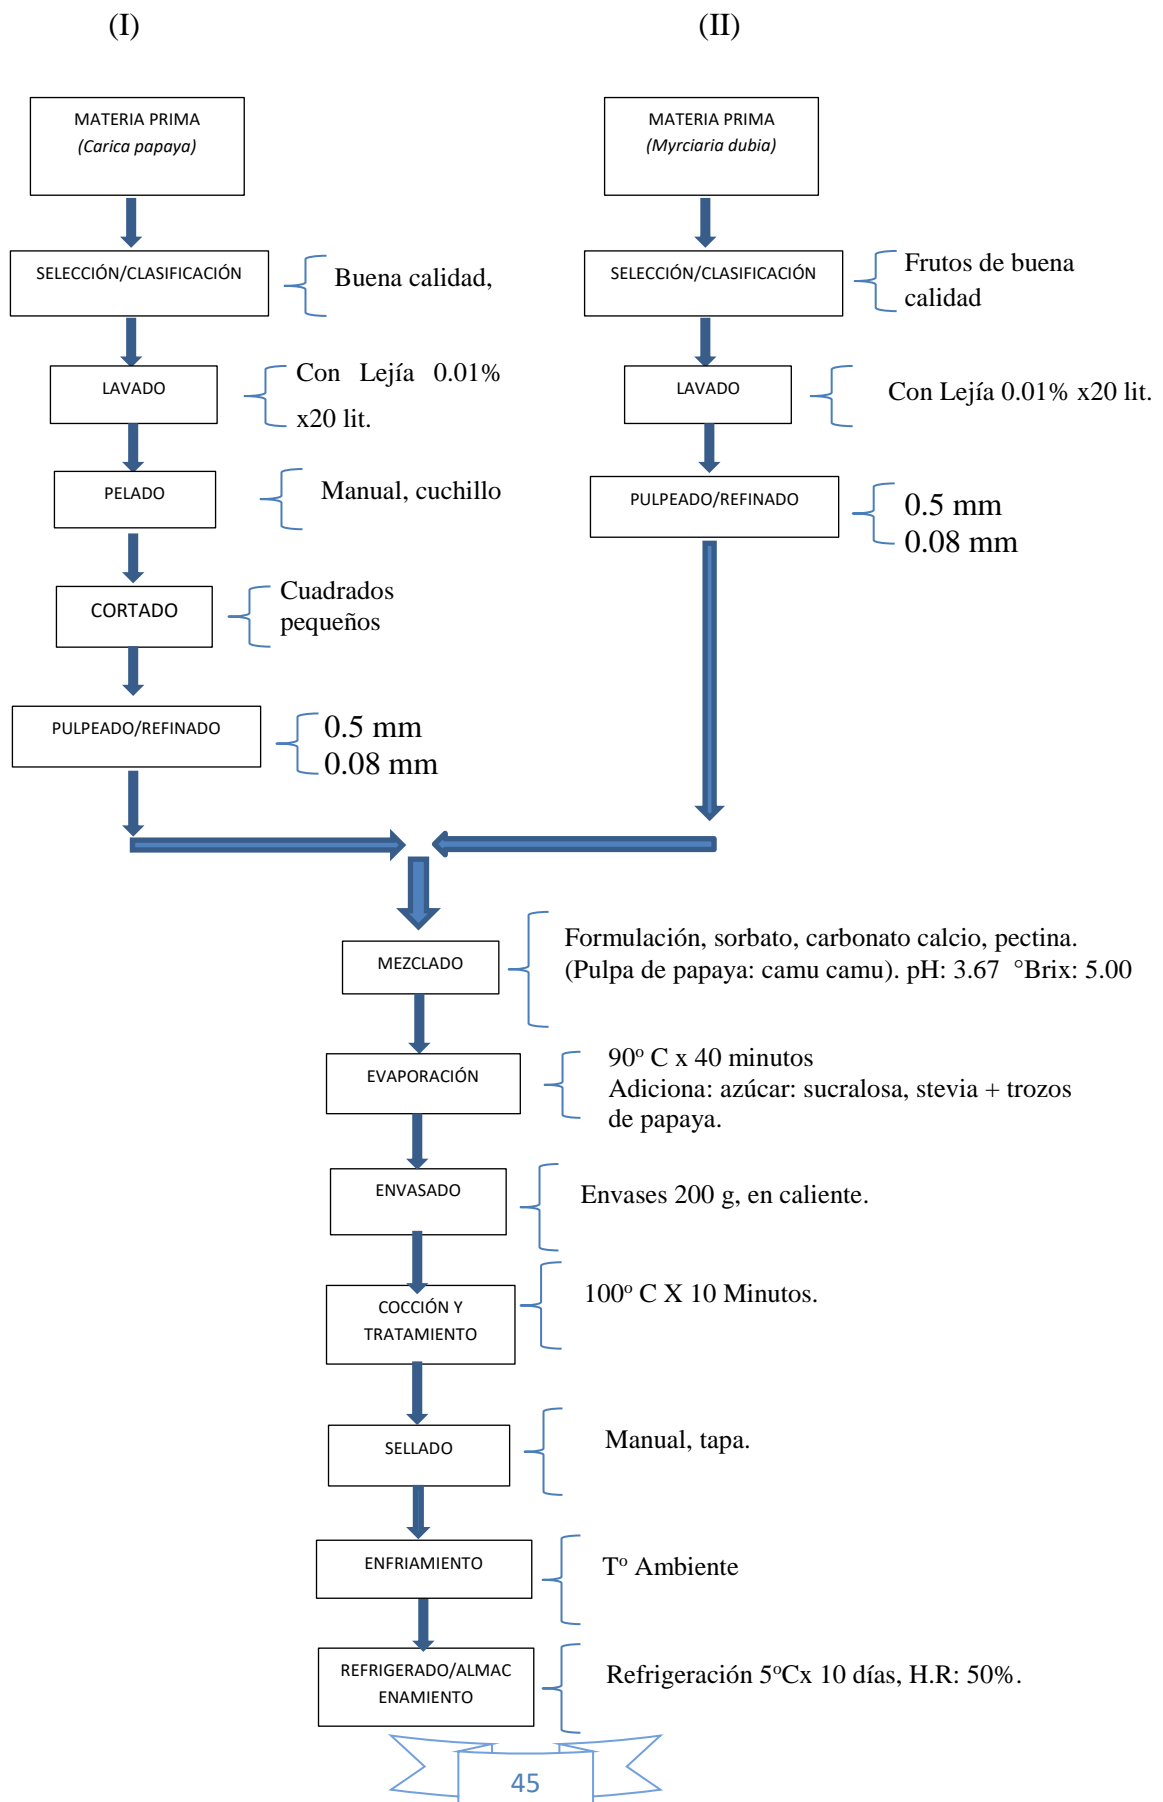 (I)
(II)
MATERIA PRIMA
(Carica papaya)
MATERIA PRIMA
(Myrciaria dubia)
SELECCIÓN/CLASIFICACIÓN
Buena calidad,
SELECCIÓN/CLASIFICACIÓN
Frutos de buena
calidad
LAVADO
Con Lejía 0.01%
x20 lit.
LAVADO
Con Lejía 0.01% x20 lit.
PELADO
Manual, cuchillo
PULPEADO/REFINADO
0.5 mm
0.08 mm
CORTADO
Cuadrados
pequeños
PULPEADO/REFINADO
0.5 mm
0.08 mm
MEZCLADO
Formulación, sorbato, carbonato calcio, pectina.
(Pulpa de papaya: camu camu). pH: 3.67 °Brix: 5.00
EVAPORACIÓN
90º C x 40 minutos
Adiciona: azúcar: sucralosa, stevia + trozos
de papaya.
ENVASADO
Envases 200 g, en caliente.
COCCIÓN Y
TRATAMIENTO
100º C X 10 Minutos.
SELLADO
Manual, tapa.
ENFRIAMIENTO
Tº Ambiente
REFRIGERADO/ALMAC
ENAMIENTO
Refrigeración 5ºCx 10 días, H.R: 50%.
45